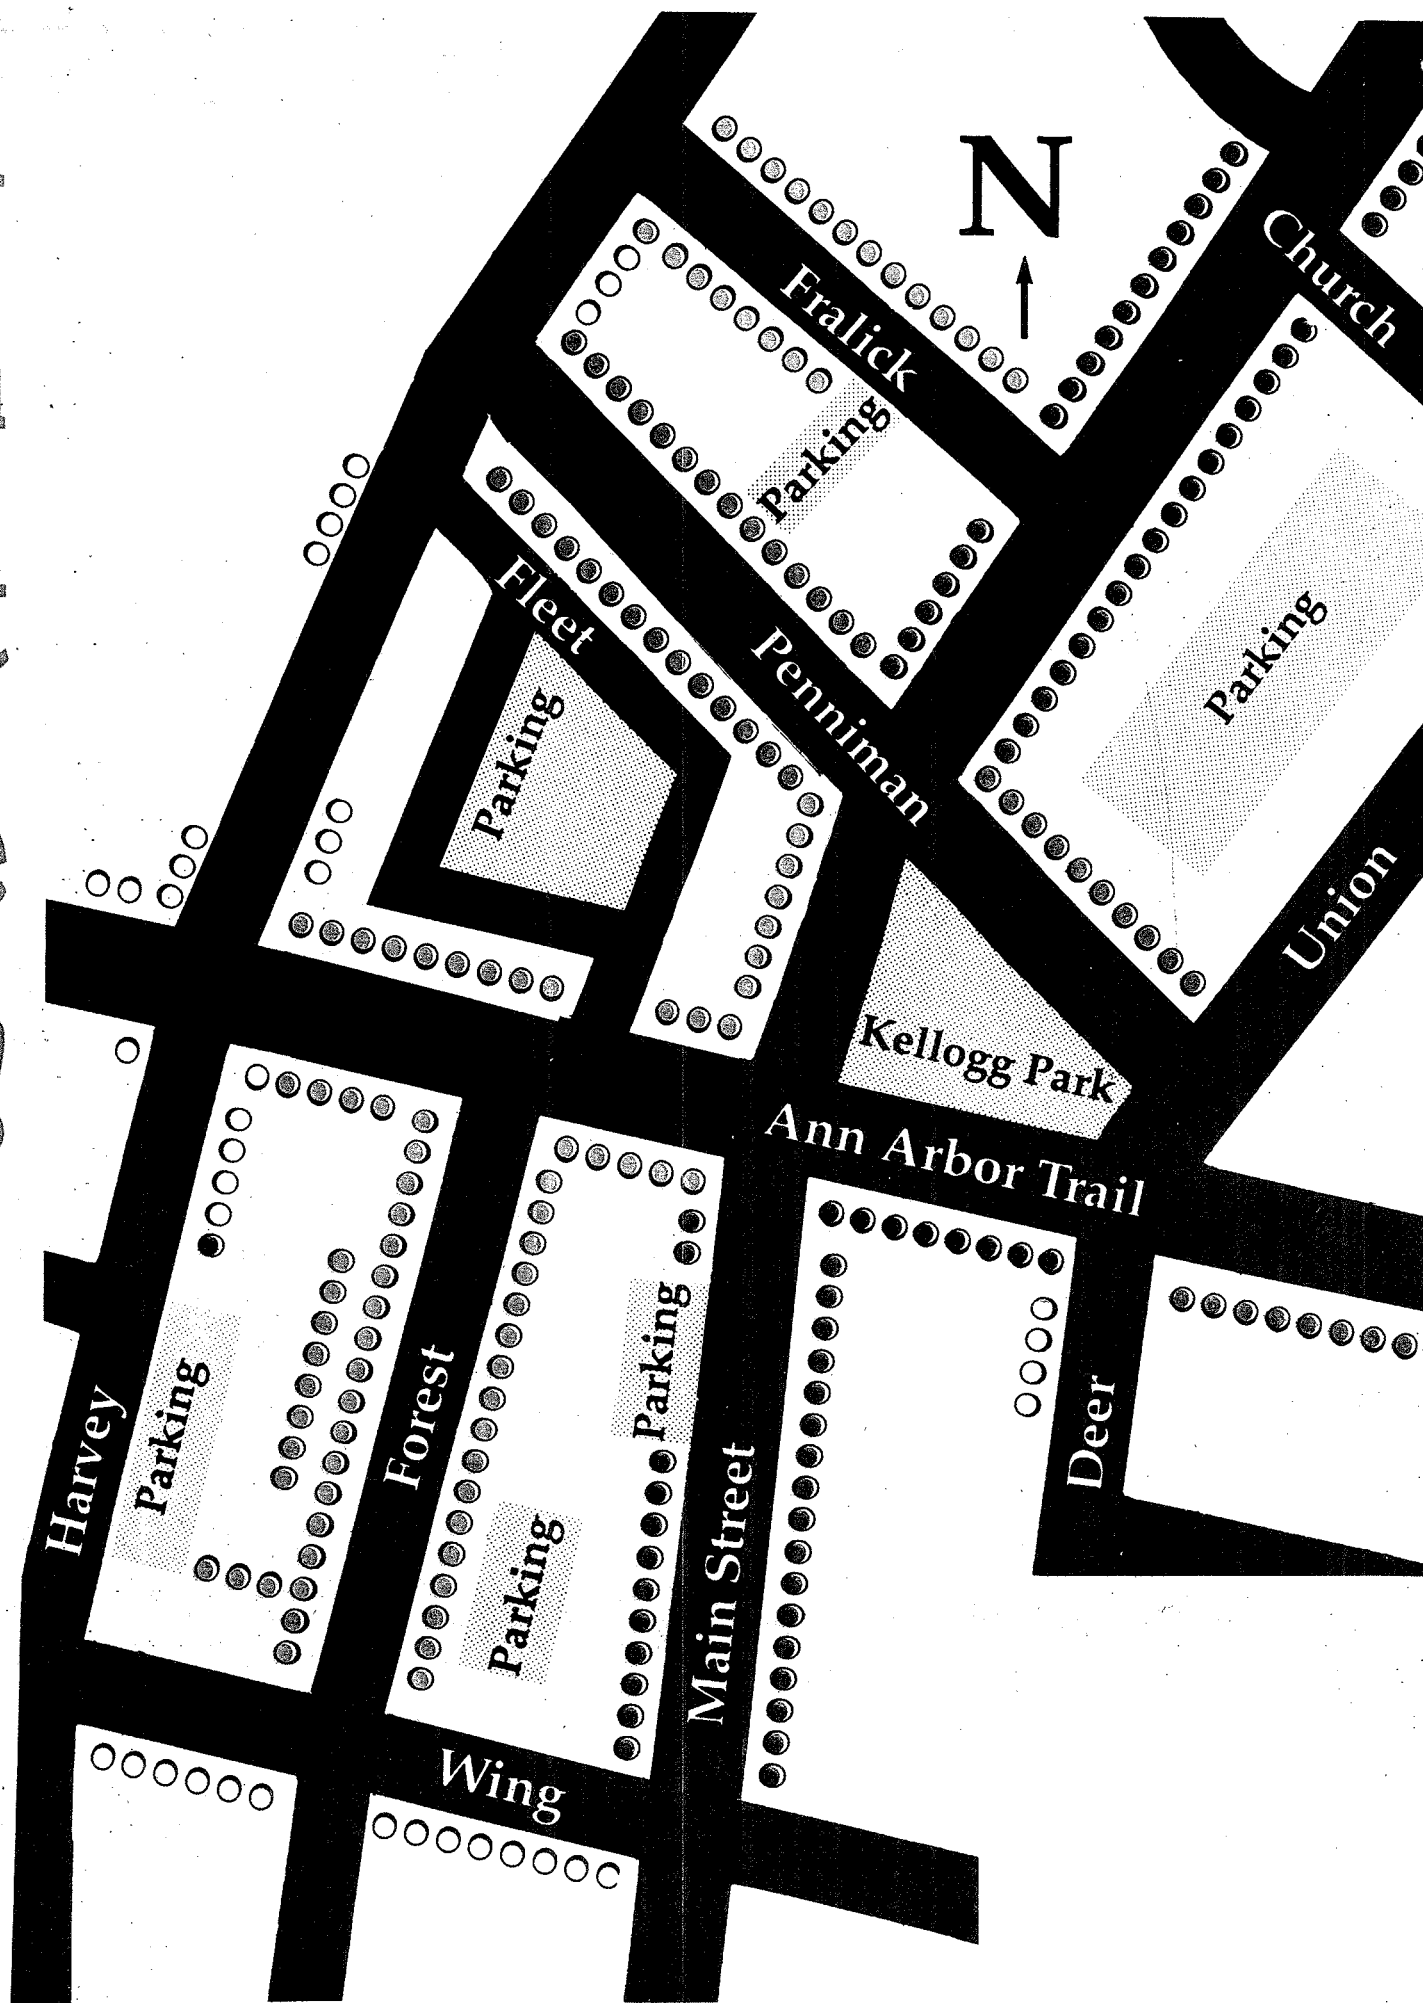 N
Church
Fralick
Parking
Fleet
Penniman
Parking
Parking
Union
Kellogg Park
Ann Arbor Trail
Parking
Forest
Deer
Harvey
Parking
Main Street
Parking
Wing